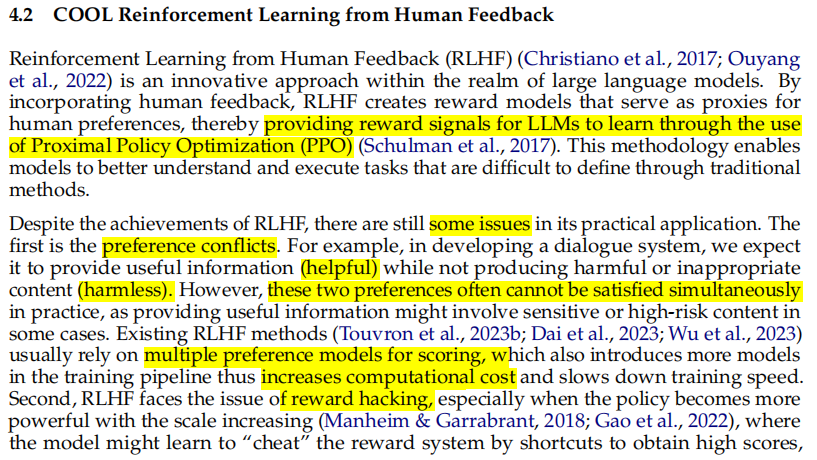 4.2 COOL Reinforcement Learning from Human Feedback
Reinforcement Learning from Human Feedback (RLHF) (Christiano et al., 2017; Ouyang
et al., 2022) is an innovative approach within the realm of large language models. By
incorporating human feedback, RLHF creates reward models that serve as proxies for
human preferences, thereby providing reward signals for LLMs to learn through the use
of Proximal Policy Optimization (PPO) (Schulman et al., 2017). This methodology enables
models to better understand and execute tasks that are difficult to define through traditional
methods.
Despite the achievements of RLHF, there are still some issues in its practical application. The
first is the preference conflicts. For example, in developing a dialogue system, we expect
it to provide useful information (helpful) while not producing harmful or inappropriate
content (harmless). However, these two preferences often cannot be satisfied simultaneously
in practice, as providing useful information might involve sensitive or high-risk content in
some cases. Existing RLHF methods (Touvron et al., 2023b; Dai et al., 2023; Wu et al., 2023)
usually rely on multiple preference models for scoring, which also introduces more models
in the training pipeline thus increases computational cost and slows down training speed.
Second, RLHF faces the issue of reward hacking, especially when the policy becomes more
powerful with the scale increasing (Manheim & Garrabrant, 2018; Gao et al., 2022), where
the model might learn to “cheat” the reward system by shortcuts to obtain high scores,